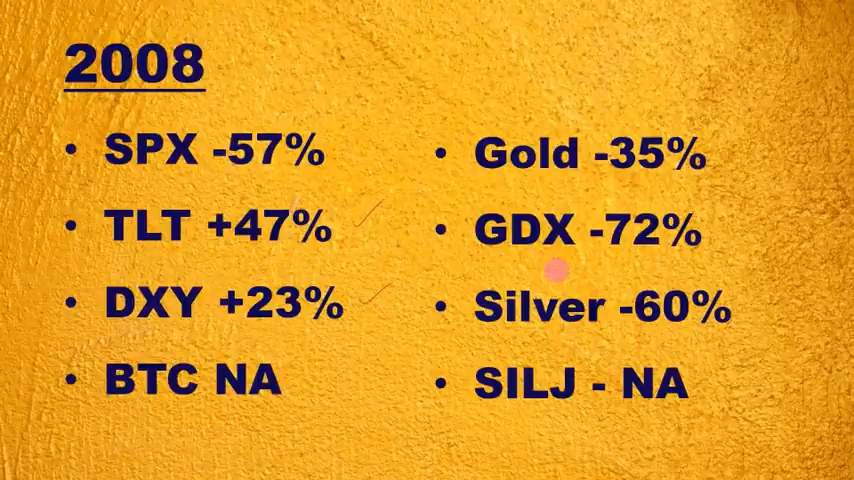 2008
• SPX -57%
• TLT +47%
• DXY +23%
• BTC NA
• Gold -35%
• GDX -72%
• Silver -60%
• SILJ - NA